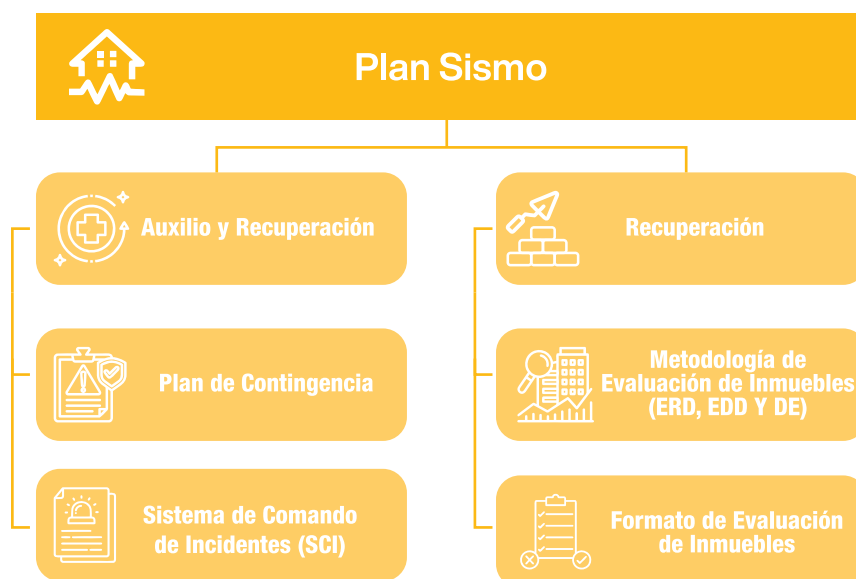 Plan Sismo
Auxilio y Recuperación
Plan de Contingencia
Sistema de Comando
de Incidentes (SCI)
Recuperación
Metodología de
Evaluación de Inmuebles
(ERD, EDD Y DE)
Formato de Evaluación
de Inmuebles